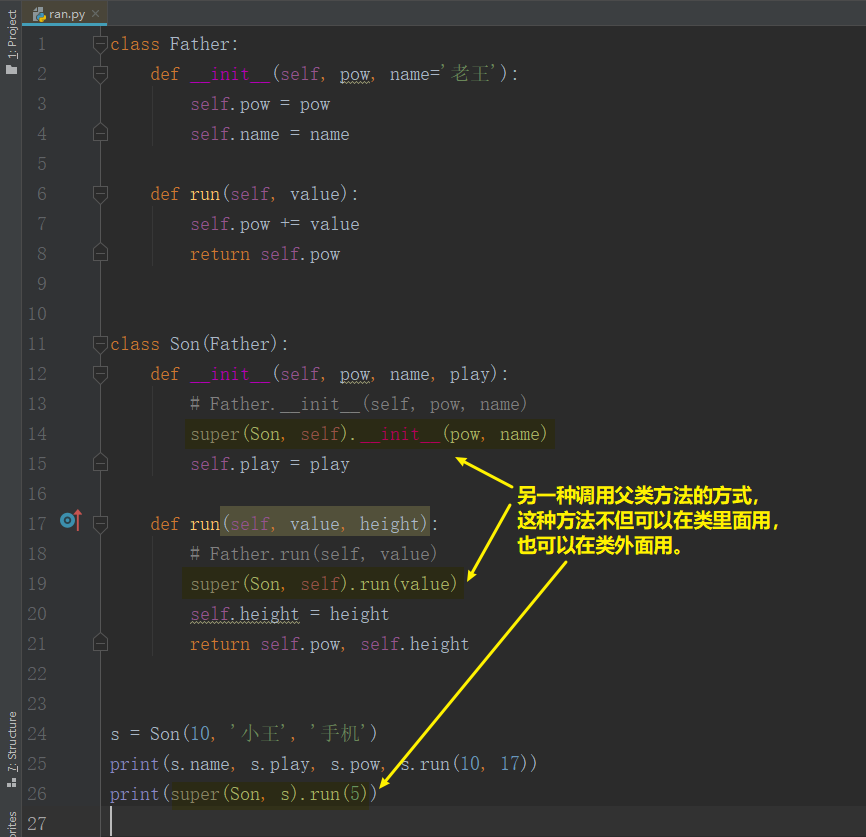 ran.py
1: Project
1 class Father:
2 def __init__(self, pow, name='老王'):
3 self.pow = pow
4 self.name = name
5
6 def run(self, value):
7 self.pow += value
8 return self.pow
9
10
11 class Son(Father):
12 def __init__(self, pow, name, play):
13 # Father.__init__(self, pow, name)
14 super(Son, self).__init__(pow, name)
15 self.play = play
16
另一种调用父类方法的方式，
这种方法不但可以在类里面用，
也可以在类外面用。
17 def run(self, value, height):
18 # Father.run(self, value)
19 super(Son, self).run(value)
20 self.height = height
21 return self.pow, self.height
22
23
24 s = Son(10, '小王', '手机')
25 print(s.name, s.play, s.pow, s.run(10, 17))
26 print(super(Son, s).run(5))
27
7: Structure
orites